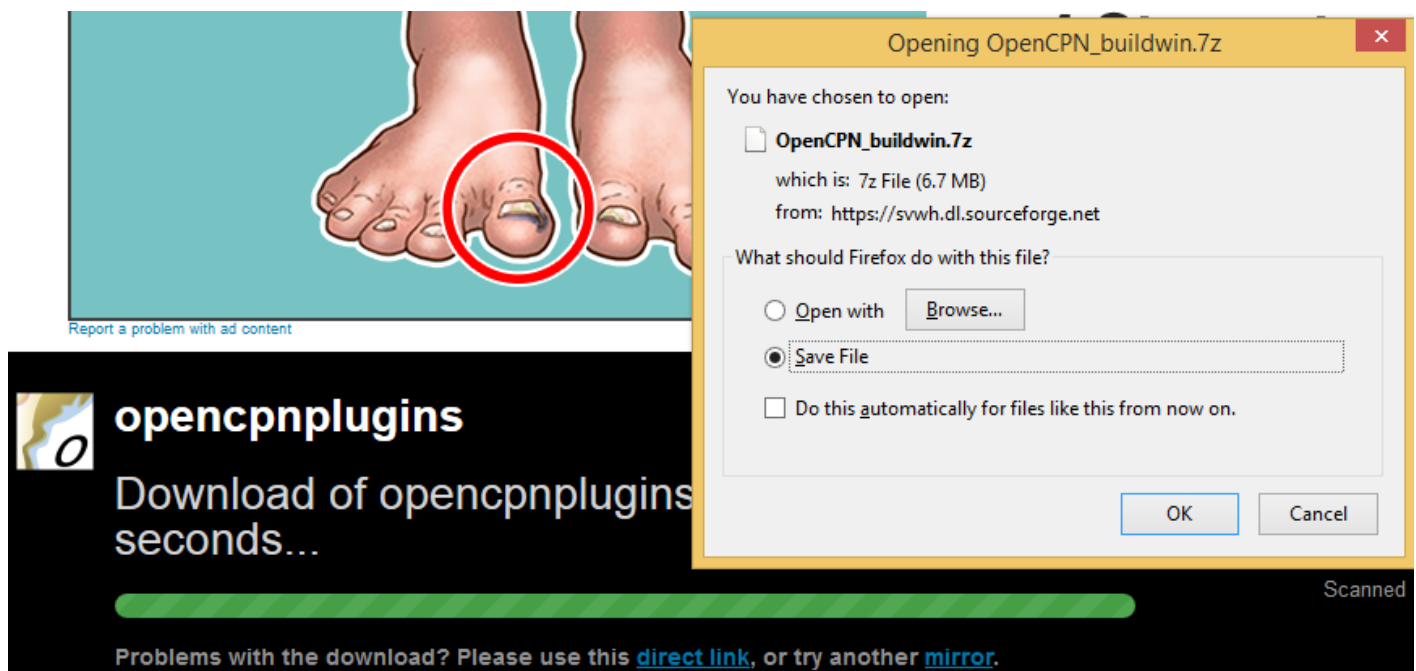 Opening OpenCPN_buildwin.7z
You have chosen to open:
OpenCPN_buildwin.7z
which is: 7z File (6.7 MB)
from: https://svwh.dl.sourceforge.net
What should Firefox do with this file?
Open with Browse...
Save File
Do this automatically for files like this from now on.
OK Cancel
Report a problem with ad content
opencpnplugins
Download of opencpnplugins
seconds...
Scanned
Problems with the download? Please use this direct link, or try another mirror.